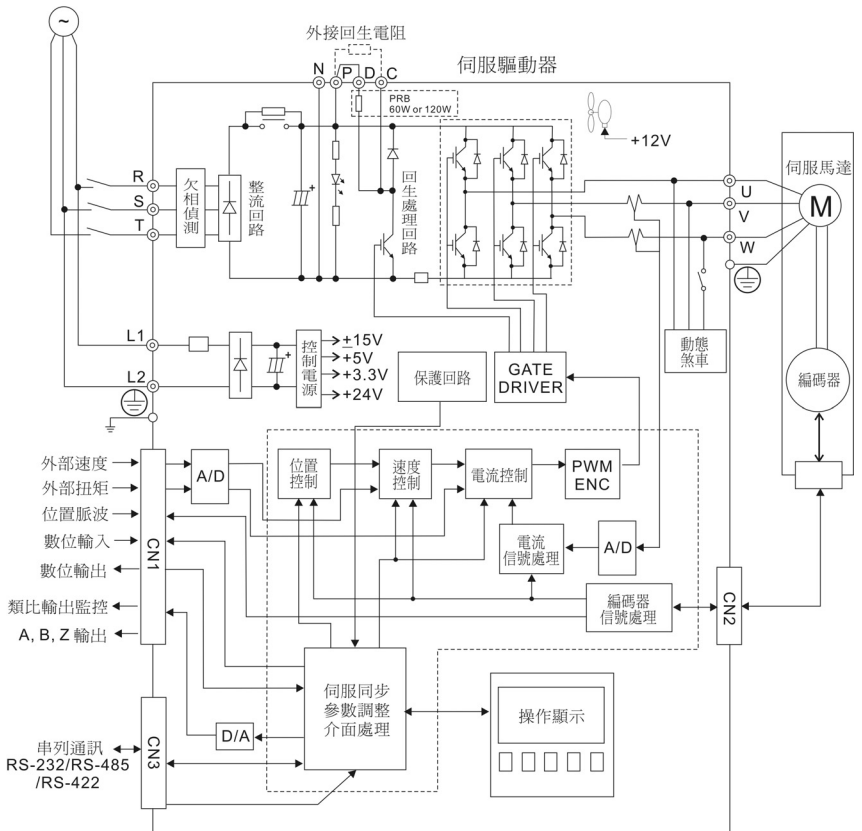 ~
外接回生電阻
N
P
D
C
伺服驅動器
PRB
60W or 120W
+12V
伺服馬達
R
S
T
欠相偵測
整流回路
回生處理回路
U
V
W
M
動態
煞車
編碼器
L1
L2
控制電源
±15V
+5V
+3.3V
+24V
保護回路
GATE
DRIVER
外部速度
外部扭矩
位置脈波
數位輸入
數位輸出
類比輸出監控
A, B, Z 輸出
CN1
A/D
位置
控制
速度
控制
電流控制
PWM
ENC
電流
信號處理
A/D
編碼器
信號處理
CN2
伺服同步
參數調整
介面處理
D/A
操作顯示
串列通訊
RS-232/RS-485
/RS-422
CN3